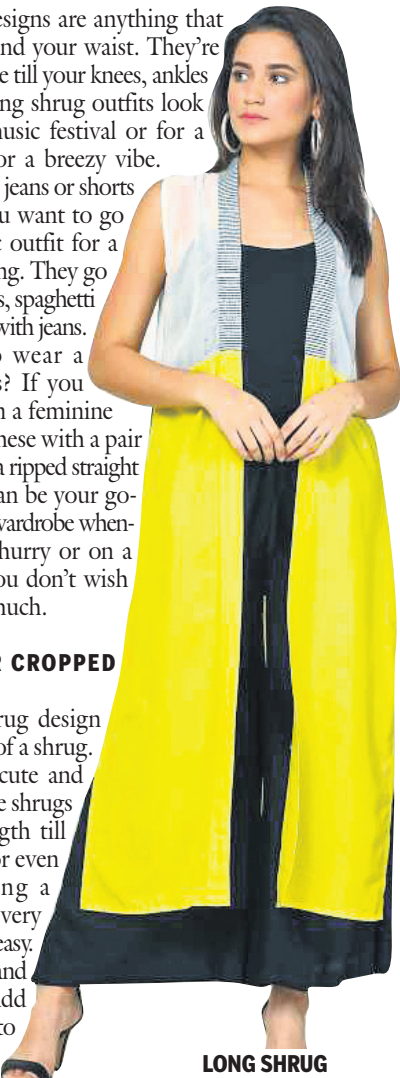 esigns are anything that
nd your waist. They're
e till your knees, ankles
ng shrug outfits look
usic festival or for a
or a breezy vibe.
jeans or shorts
u want to go
c outfit for a
ng. They go
s, spaghetti
with jeans.
o wear a
s? If you
n a feminine
hese with a pair
a ripped straight
an be your go-
wardrobe when-
hurry or on a
ou don't wish
much.
R CROPPED
rug design
of a shrug.
cute and
e shrugs
gth till
or even
ing a
very
easy.
and
add
to
LONG SHRUG